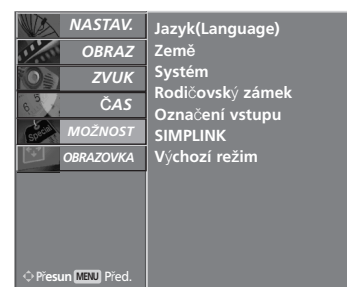 NASTAV.
OBRAZ
ZVUK
ČAS
MOŽNOST
OBRAZOVKA
Jazyk(Language)
Země
Systém
Rodičovský zámek
Označení vstupu
SIMPLINK
Výchozí režim
Přesun MENU Před.